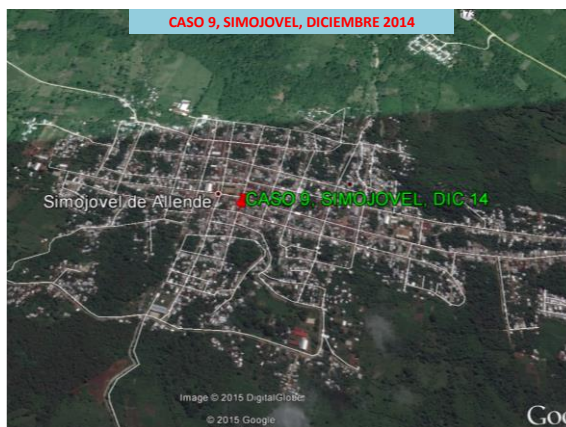 CASO 9, SIMOJOVEL, DICIEMBRE 2014
Simojovel de Allende
CASO 9, SIMOJOVEL, DIC 14
Image © 2015 DigitalGlobe
© 2015 Google
Goo